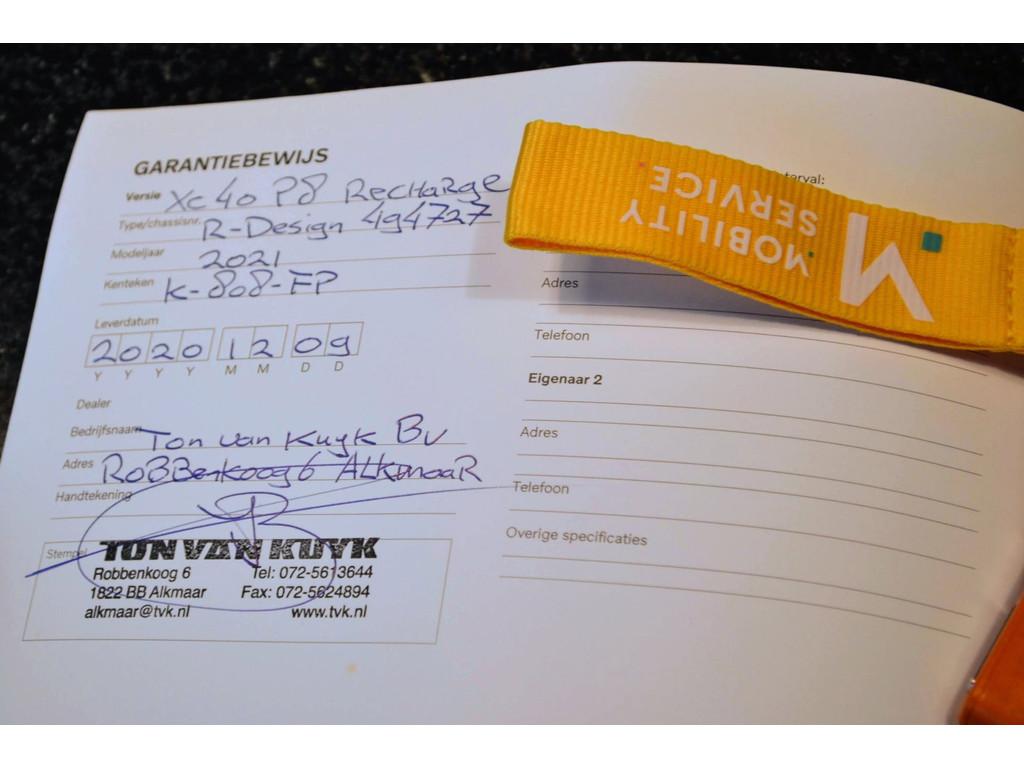 GARANTIEBEWIJS
Versie XC40 P8 Recharge
Type/chassisnr. R-Design 494727
Modeljaar 2021
Kenteken K-808-FP
Leverdatum
2020 12 09
Y Y Y Y M M D D
Dealer
Bedrijfsnaam Ton van Kuyk BV
Adres Robbenkoog 6 Alkmaar
Handtekening
Stempel TON VAN KUYK
Robbenkoog 6 Tel: 072-5613644
1822 BB Alkmaar Fax: 072-5624894
alkmaar@tvk.nl www.tvk.nl
terval:
Adres
Telefoon
Eigenaar 2
Adres
Telefoon
Overige specificaties
MOBILITY
SERVICE